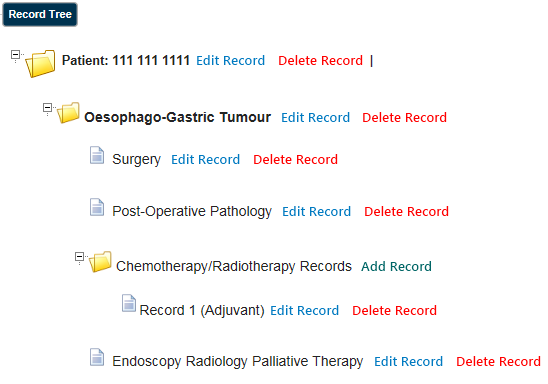 Record Tree
Patient: 111 111 1111 Edit Record Delete Record |
Oesophago-Gastric Tumour Edit Record Delete Record
Surgery Edit Record Delete Record
Post-Operative Pathology Edit Record Delete Record
Chemotherapy/Radiotherapy Records Add Record
Record 1 (Adjuvant) Edit Record Delete Record
Endoscopy Radiology Palliative Therapy Edit Record Delete Record